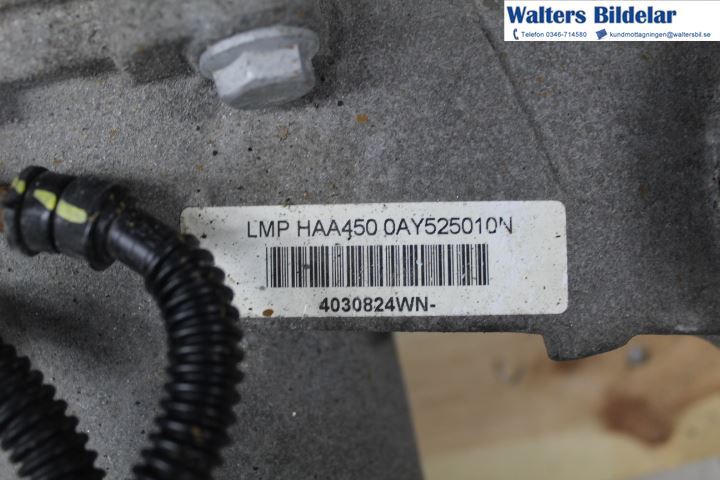 Walters Bildelar
Telefon 0346-714580 kundmottagningen@waltersbil.se
LMP HAA450 0AY525010N
4030824WN-